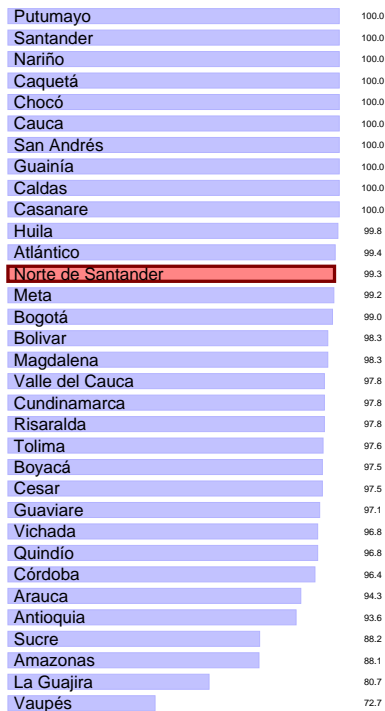 Putumayo 100.0
Santander 100.0
Nariño 100.0
Caquetá 100.0
Chocó 100.0
Cauca 100.0
San Andrés 100.0
Guainía 100.0
Caldas 100.0
Casanare 100.0
Huila 99.8
Atlántico 99.4
Norte de Santander 99.3
Meta 99.2
Bogotá 99.0
Bolivar 98.3
Magdalena 98.3
Valle del Cauca 97.8
Cundinamarca 97.8
Risaralda 97.8
Tolima 97.6
Boyacá 97.5
Cesar 97.5
Guaviare 97.1
Vichada 96.8
Quindío 96.8
Córdoba 96.4
Arauca 94.3
Antioquia 93.6
Sucre 88.2
Amazonas 88.1
La Guajira 80.7
Vaupés 72.7